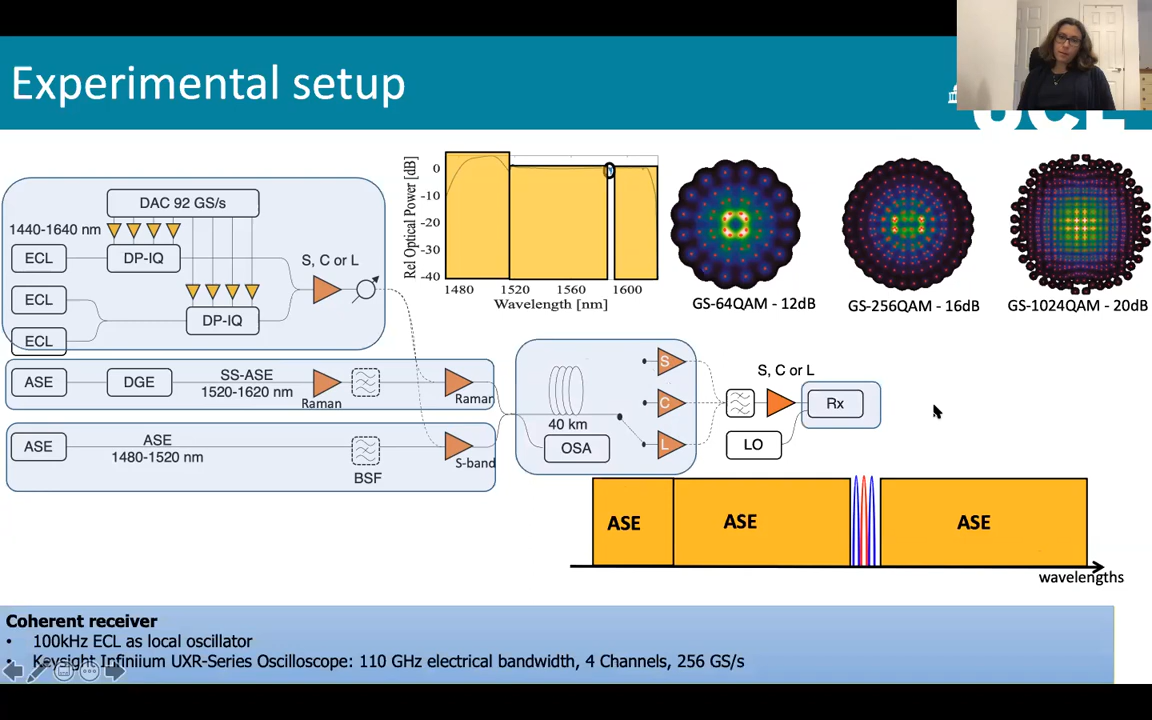 Experimental setup
UCL
DAC 92 GS/s
1440-1640 nm
ECL
DP-IQ
S, C or L
ECL
DP-IQ
ECL
ASE
DGE
SS-ASE
1520-1620 nm
Raman
Raman
ASE
ASE
1480-1520 nm
BSF
S-band
Rel Optical Power [dB]
0
-10
-20
-30
-40
1480
1520
1560
1600
Wavelength [nm]
GS-64QAM - 12dB
GS-256QAM - 16dB
GS-1024QAM - 20dB
40 km
OSA
S
C
L
S, C or L
Rx
LO
ASE
ASE
ASE
wavelengths
Coherent receiver
• 100kHz ECL as local oscillator
• Keysight Infiniium UXR-Series Oscilloscope: 110 GHz electrical bandwidth, 4 Channels, 256 GS/s